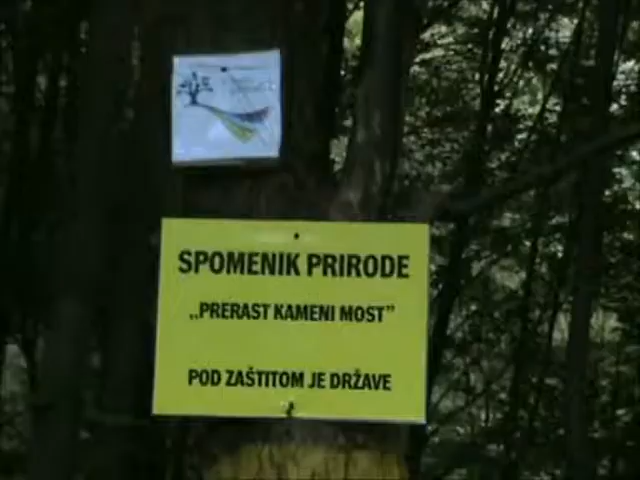 SPOMENIK PRIRODE
„PRERAST KAMENI MOST”
POD ZAŠTITOM JE DRŽAVE